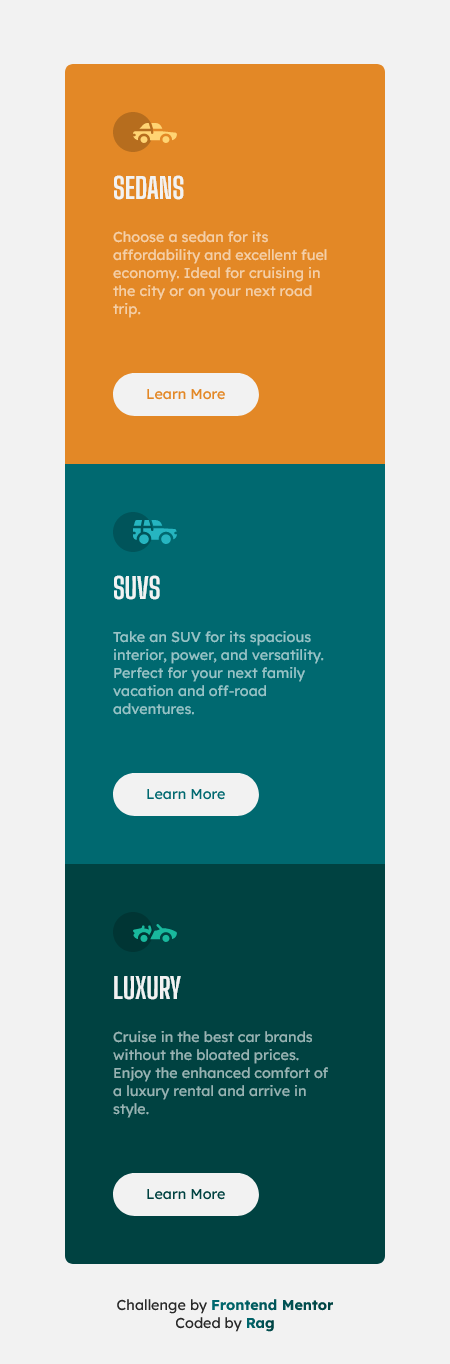 SEDANS
Choose a sedan for its
affordability and excellent fuel
economy. Ideal for cruising in
the city or on your next road
trip.
Learn More
SUVS
Take an SUV for its spacious
interior, power, and versatility.
Perfect for your next family
vacation and off-road
adventures.
Learn More
LUXURY
Cruise in the best car brands
without the bloated prices.
Enjoy the enhanced comfort of
a luxury rental and arrive in
style.
Learn More
Challenge by Frontend Mentor
Coded by Rag